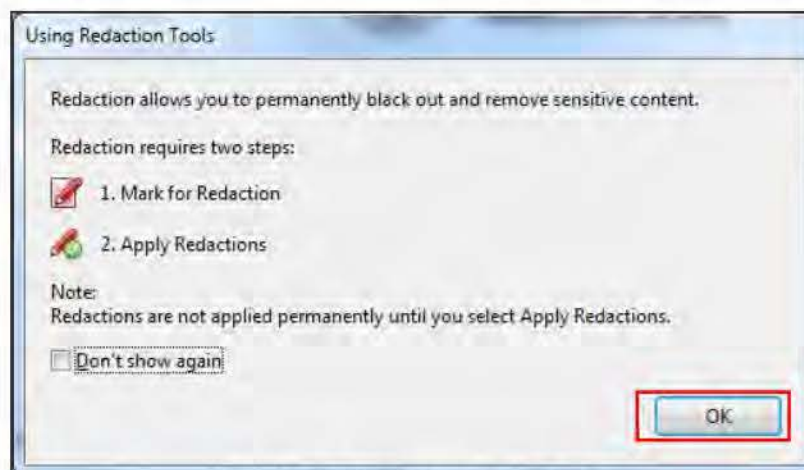 Using Redaction Tools
Redaction allows you to permanently black out and remove sensitive content.
Redaction requires two steps:
1. Mark for Redaction
2. Apply Redactions
Note:
Redactions are not applied permanently until you select Apply Redactions.
Don't show again
OK